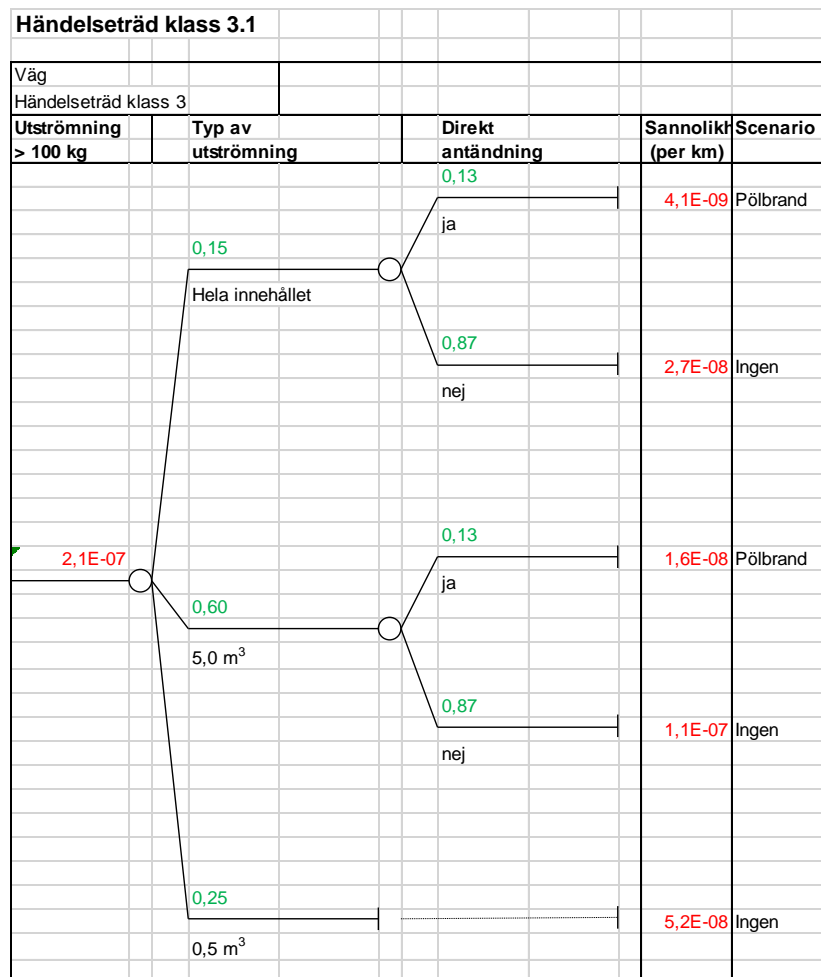 Händelseträd klass 3.1
Väg
Händelseträd klass 3
Utströmning Typ av Direkt Sannolikh Scenario
> 100 kg utströmning antändning (per km)
0,13
4,1E-09 Pölbrand
ja
0,15
Hela innehållet
0,87
2,7E-08 Ingen
nej
0,13
2,1E-07 1,6E-08 Pölbrand
ja
0,60
5,0 m³
0,87
1,1E-07 Ingen
nej
0,25
5,2E-08 Ingen
0,5 m³